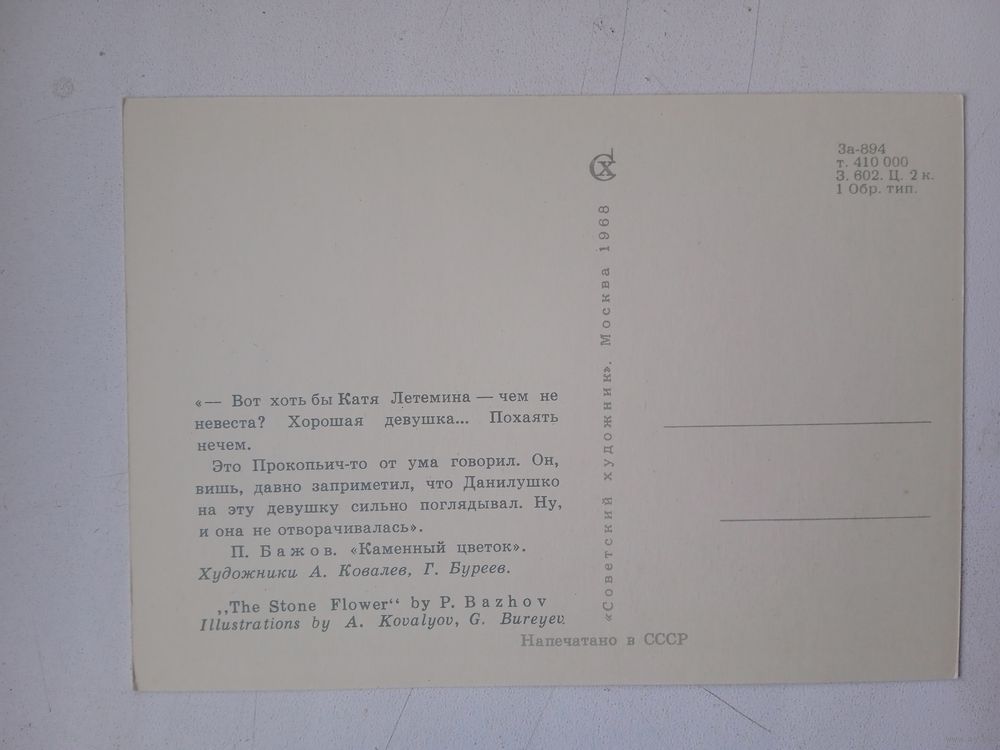 «— Вот хоть бы Катя Летемина — чем не
невеста? Хорошая девушка... Похаять
нечем.
Это Прокопьич-то от ума говорил. Он,
вишь, давно заприметил, что Данилушко
на эту девушку сильно поглядывал. Ну,
и она не отворачивалась».
П. Бажов. «Каменный цветок».
Художники А. Ковалев, Г. Буреев.
„The Stone Flower“ by P. Bazhov
Illustrations by A. Kovalyov, G. Bureyev.
«Советский художник». Москва 1968
Напечатано в СССР
За-894
т. 410 000
З. 602. Ц. 2 к.
1 Обр. тип.